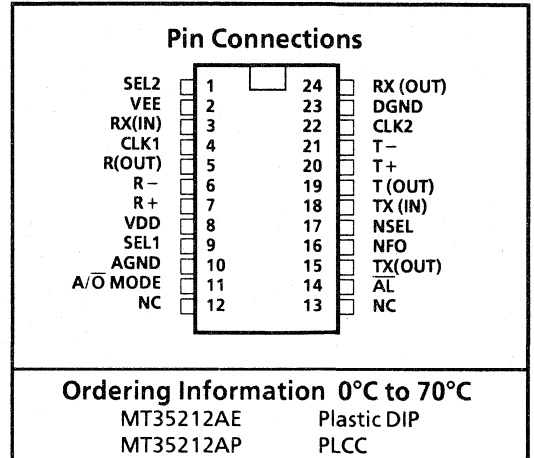 Pin Connections
SEL2 1 24 RX (OUT)
VEE 2 23 DGND
RX(IN) 3 22 CLK2
CLK1 4 21 T−
R(OUT) 5 20 T+
R− 6 19 T (OUT)
R+ 7 18 TX (IN)
VDD 8 17 NSEL
SEL1 9 16 NFO
AGND 10 15 TX(OUT)
A/O̅ MODE 11 14 A̅L̅
NC 12 13 NC
Ordering Information 0°C to 70°C
MT35212AE Plastic DIP
MT35212AP PLCC